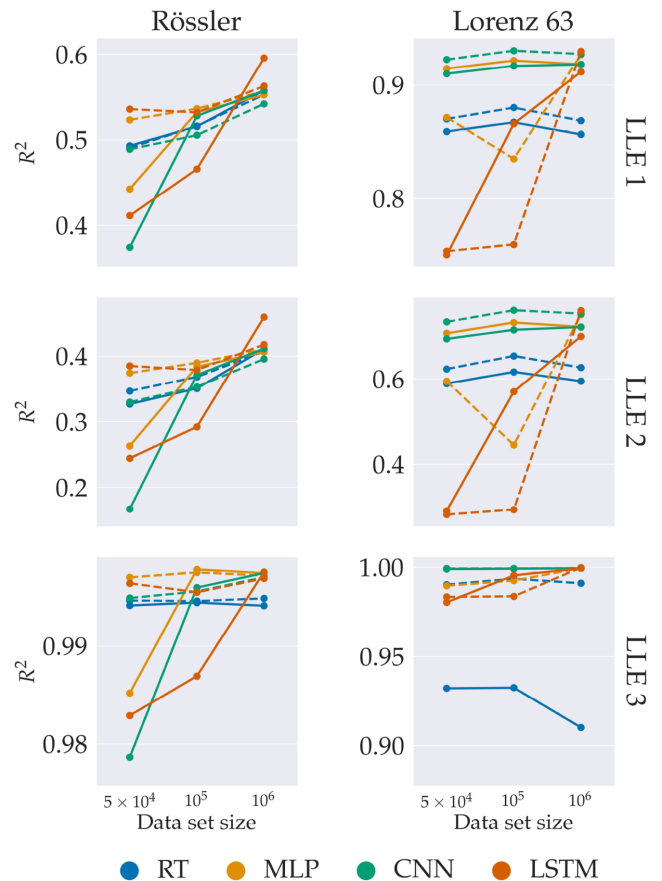 Rössler Lorenz 63
0.6
0.5
0.4
R²
0.9
0.8
LLE 1
0.4
0.3
0.2
R²
0.6
0.4
LLE 2
0.99
0.98
R²
1.00
0.95
0.90
LLE 3
5 × 10⁴ 10⁵ 10⁶
Data set size
5 × 10⁴ 10⁵ 10⁶
Data set size
RT MLP CNN LSTM